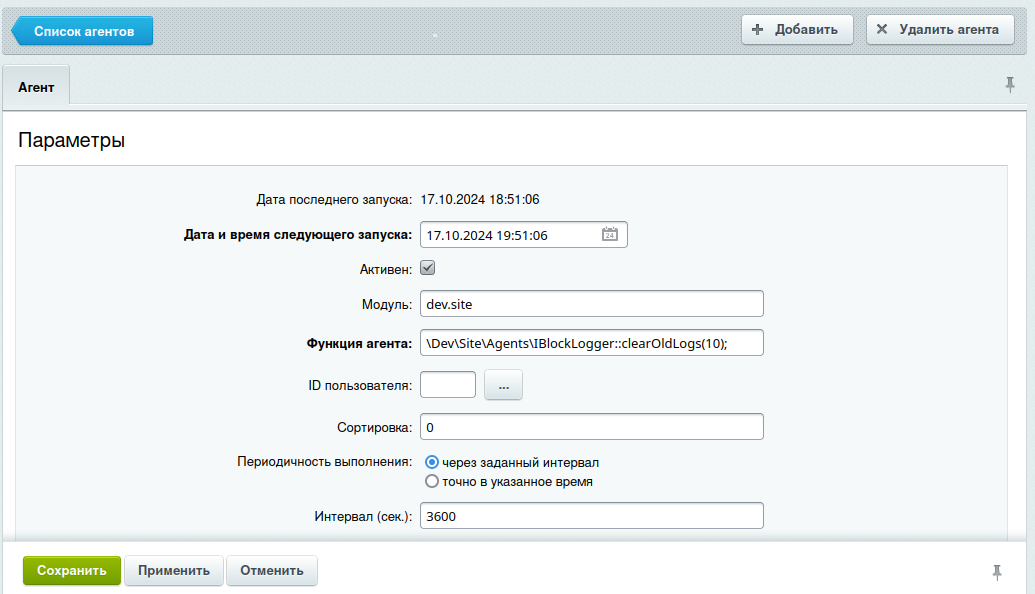 Список агентов
Добавить
Удалить агента
Агент
Параметры
Дата последнего запуска: 17.10.2024 18:51:06
Дата и время следующего запуска: 17.10.2024 19:51:06 24
Активен:
Модуль: dev.site
Функция агента: \Dev\Site\Agents\IBlockLogger::clearOldLogs(10);
ID пользователя: ...
Сортировка: 0
Периодичность выполнения: через заданный интервал
точно в указанное время
Интервал (сек.): 3600
Сохранить Применить Отменить